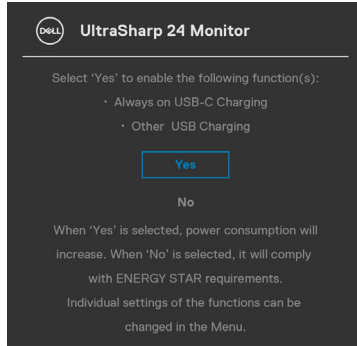 DELL UltraSharp 24 Monitor
Select ‘Yes’ to enable the following function(s):
· Always on USB-C Charging
· Other USB Charging
Yes
No
When ‘Yes’ is selected, power consumption will
increase. When ‘No’ is selected, it will comply
with ENERGY STAR requirements.
Individual settings of the functions can be
changed in the Menu.